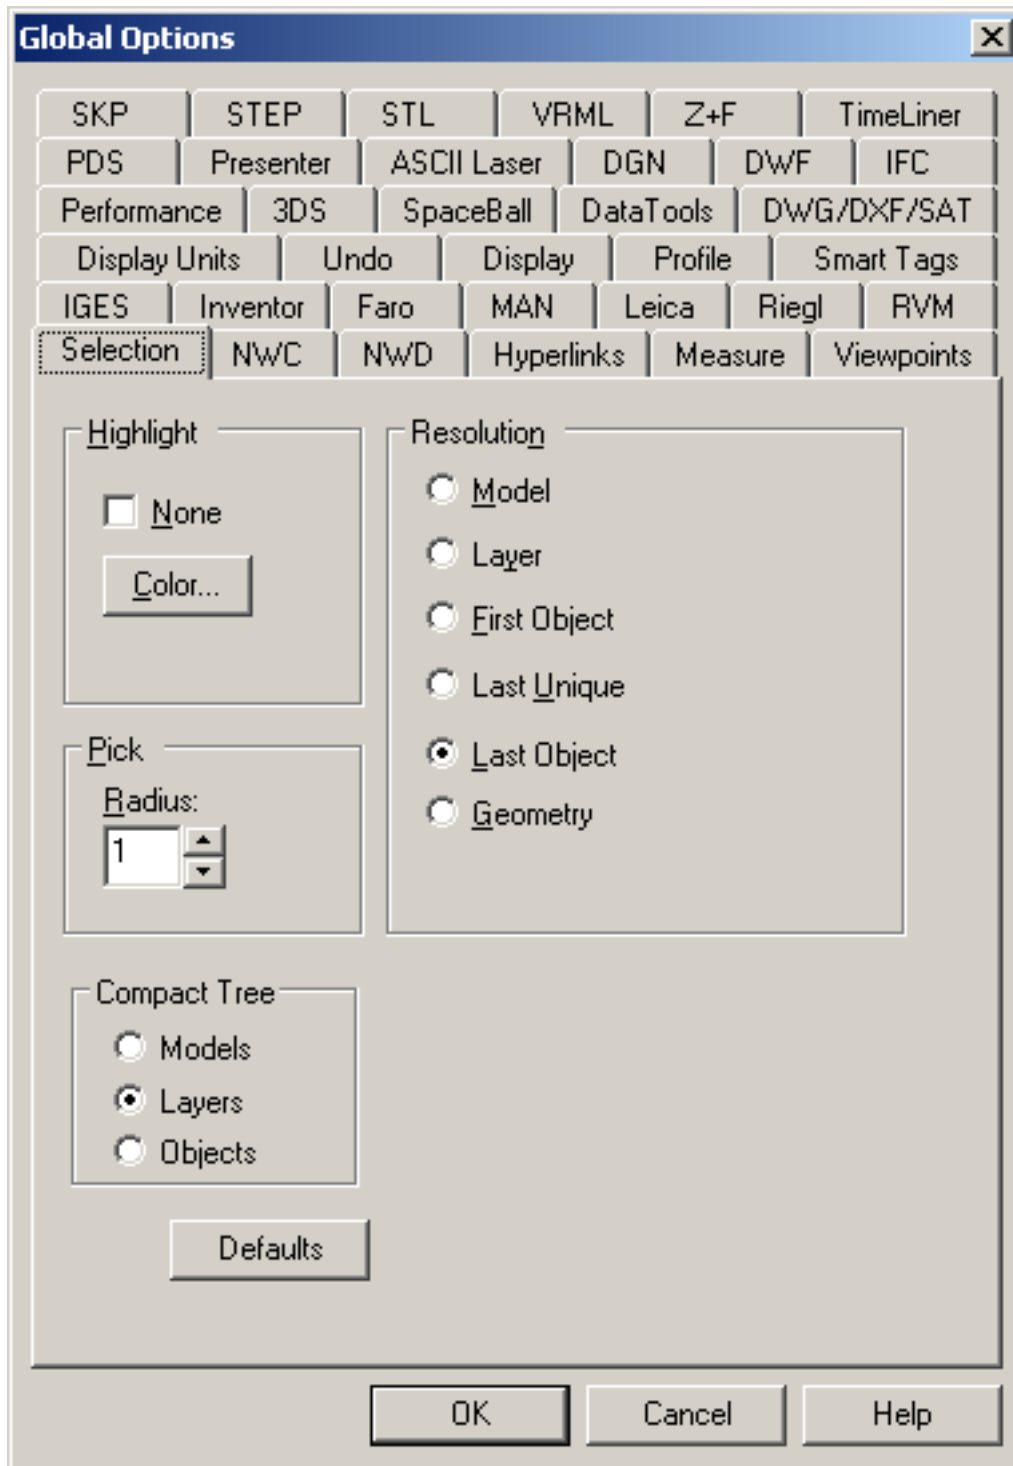 Global Options
SKP STEP STL VRML Z+F TimeLiner
PDS Presenter ASCII Laser DGN DWF IFC
Performance 3DS SpaceBall DataTools DWG/DXF/SAT
Display Units Undo Display Profile Smart Tags
IGES Inventor Faro MAN Leica Riegl RVM
Selection NWC NWD Hyperlinks Measure Viewpoints
Highlight
None
Color...
Pick
Radius:
1
Resolution
Model
Layer
First Object
Last Unique
Last Object
Geometry
Compact Tree
Models
Layers
Objects
Defaults
OK Cancel Help